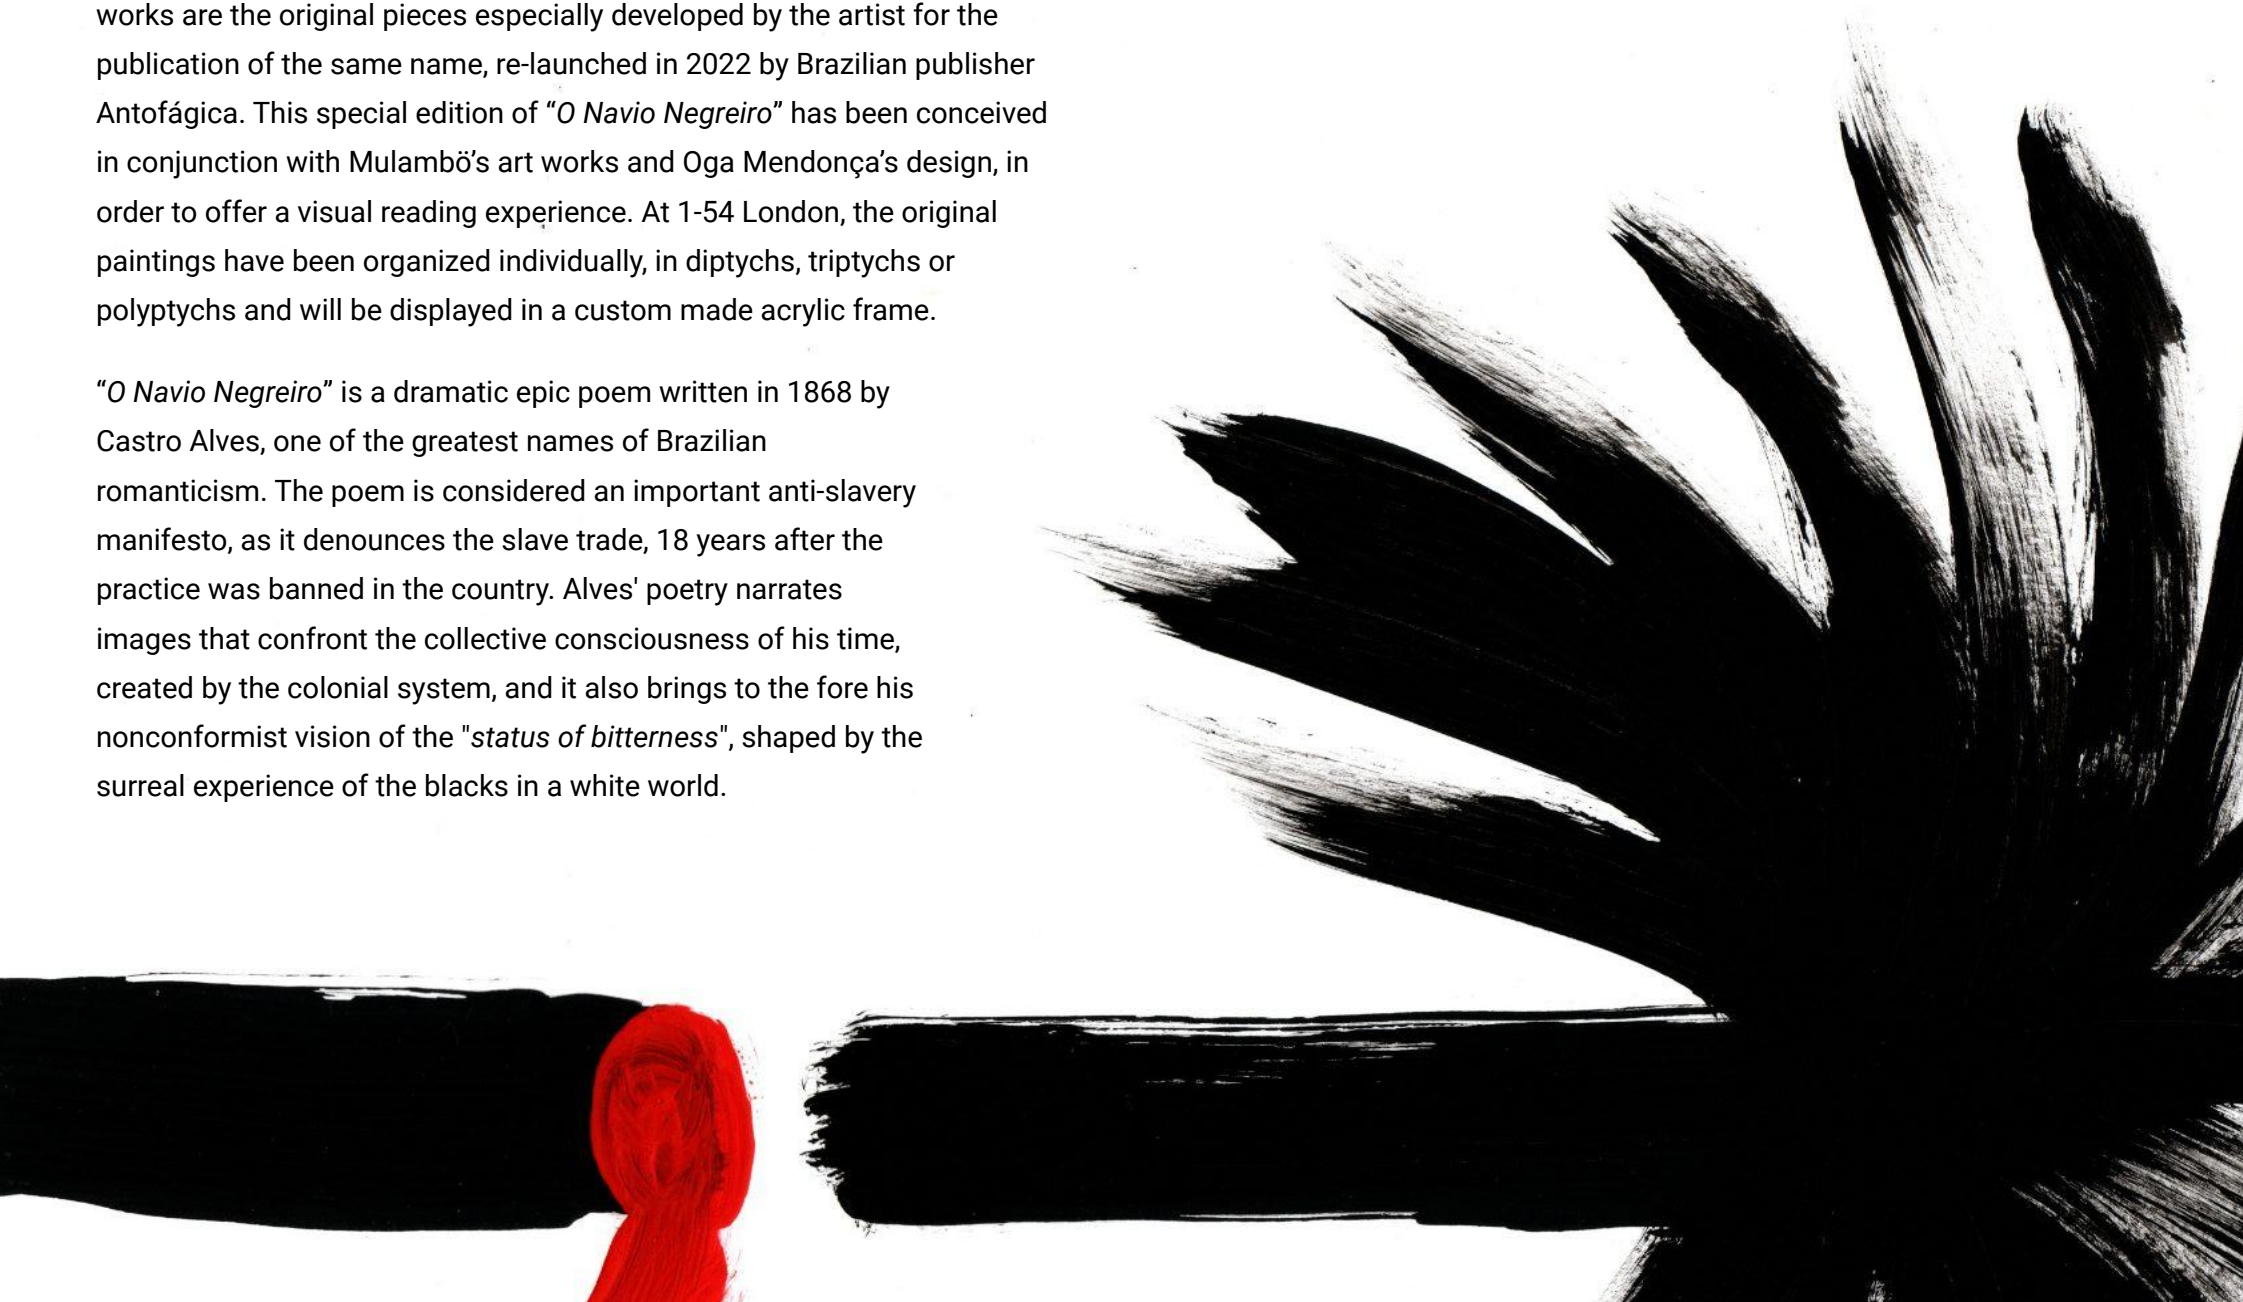 works are the original pieces especially developed by the artist for the
publication of the same name, re-launched in 2022 by Brazilian publisher
Antofágica. This special edition of “O Navio Negreiro” has been conceived
in conjunction with Mulambö’s art works and Oga Mendonça’s design, in
order to offer a visual reading experience. At 1-54 London, the original
paintings have been organized individually, in diptychs, triptychs or
polyptychs and will be displayed in a custom made acrylic frame.
“O Navio Negreiro” is a dramatic epic poem written in 1868 by
Castro Alves, one of the greatest names of Brazilian
romanticism. The poem is considered an important anti-slavery
manifesto, as it denounces the slave trade, 18 years after the
practice was banned in the country. Alves' poetry narrates
images that confront the collective consciousness of his time,
created by the colonial system, and it also brings to the fore his
nonconformist vision of the "status of bitterness", shaped by the
surreal experience of the blacks in a white world.